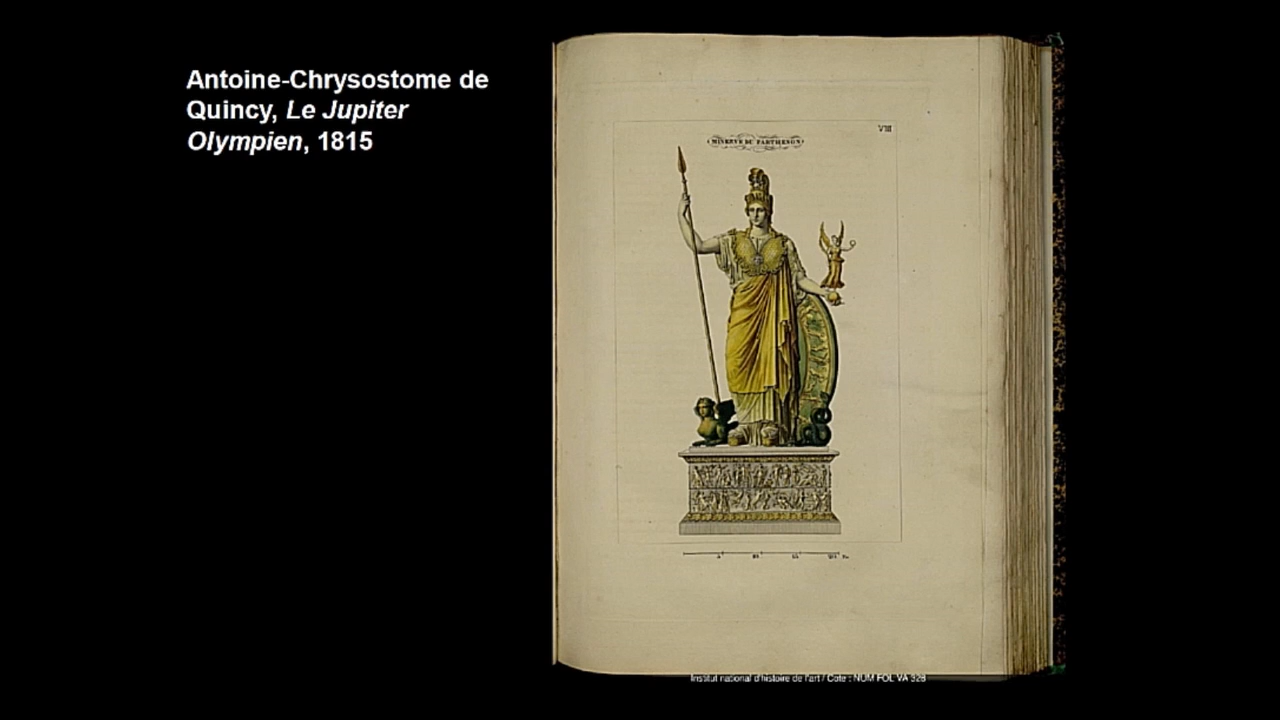 Antoine-Chrysostome de
Quincy, Le Jupiter
Olympien, 1815
VIII
MINERVE DU PARTHENON
Institut national d'histoire de l'art / Cote : NUM FOL VA 328